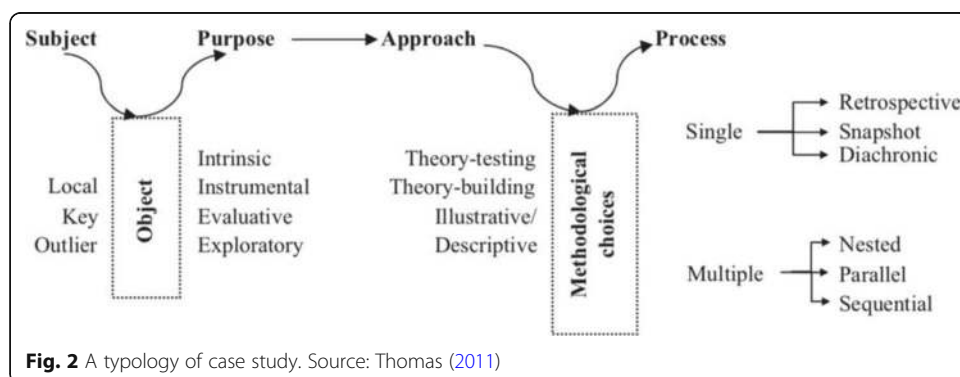 Subject
Purpose
Approach
Process
Local
Key
Outlier
Object
Intrinsic
Instrumental
Evaluative
Exploratory
Theory-testing
Theory-building
Illustrative/
Descriptive
Methodological
choices
Single
Retrospective
Snapshot
Diachronic
Multiple
Nested
Parallel
Sequential
Fig. 2 A typology of case study. Source: Thomas (2011)